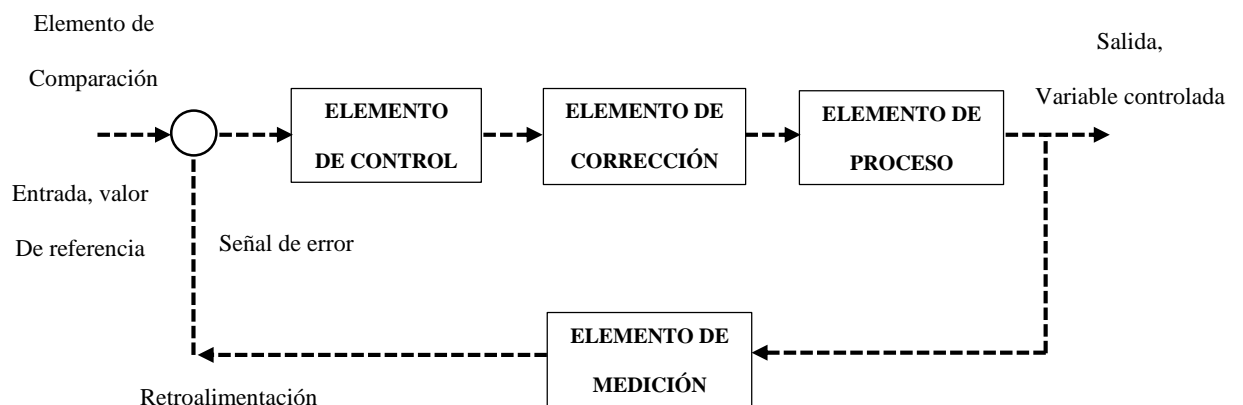 Elemento de
Comparación
Salida,
Variable controlada
ELEMENTO
DE CONTROL
ELEMENTO DE
CORRECCIÓN
ELEMENTO DE
PROCESO
Entrada, valor
De referencia
Señal de error
ELEMENTO DE
MEDICIÓN
Retroalimentación